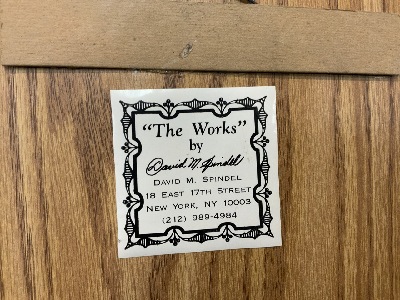 "The Works"
by
David M. Spindel
DAVID M. SPINDEL
18 EAST 17TH STREET
NEW YORK, NY 10003
(212) 989-4984